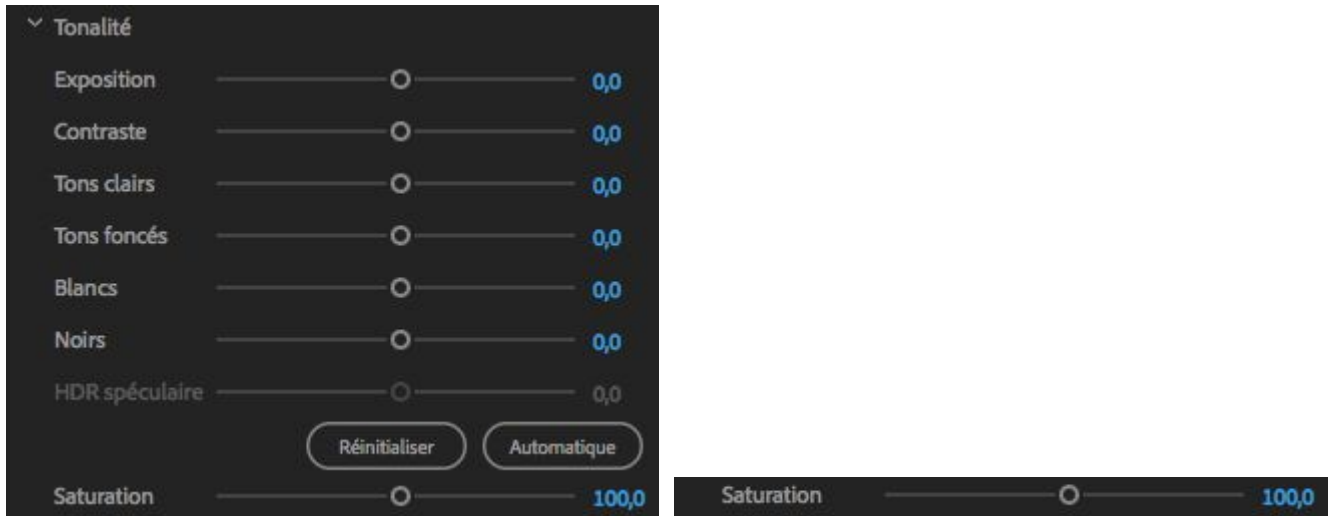 Tonalité
Exposition 0,0
Contraste 0,0
Tons clairs 0,0
Tons foncés 0,0
Blancs 0,0
Noirs 0,0
HDR spéculaire 0,0
Réinitialiser Automatique
Saturation 100,0
Saturation 100,0